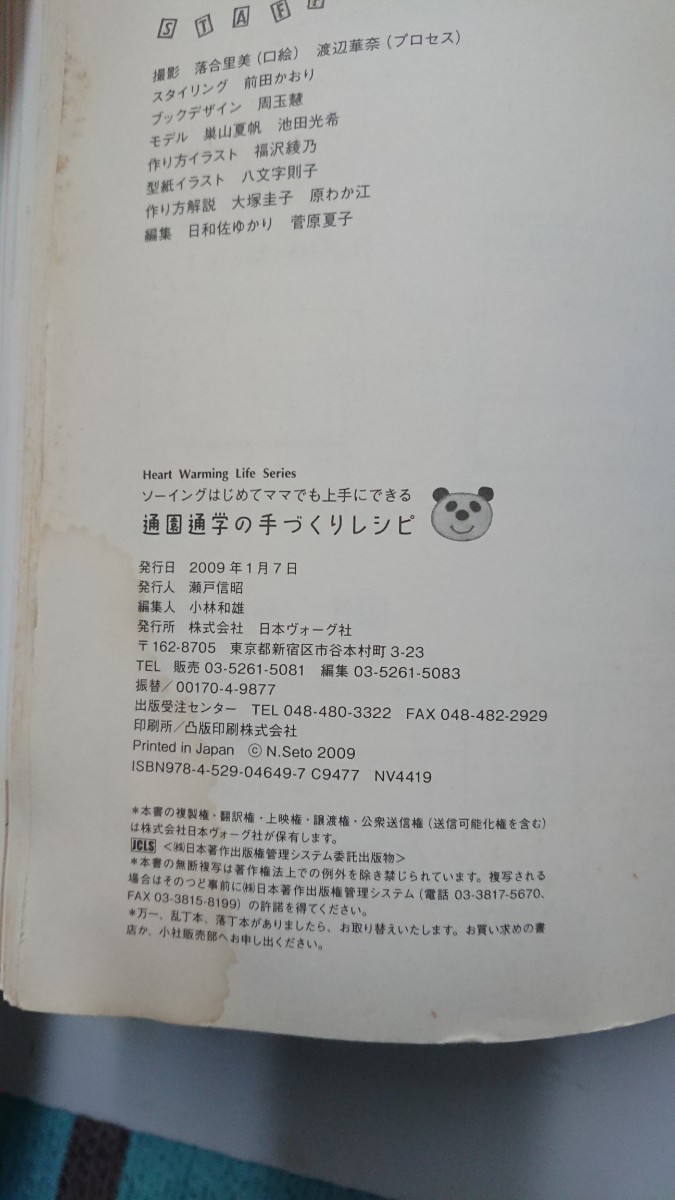 STAFF
撮影　落合里美（口絵）　渡辺華奈（プロセス）
スタイリング　前田かおり
ブックデザイン　周玉慧
モデル　巣山夏帆　池田光希
作り方イラスト　福沢綾乃
型紙イラスト　八文字則子
作り方解説　大塚圭子　原わか江
編集　日和佐ゆかり　菅原夏子
Heart Warming Life Series
ソーイングはじめてママでも上手にできる
通園通学の手づくりレシピ
発行日　2009年1月7日
発行人　瀬戸信昭
編集人　小林和雄
発行所　株式会社　日本ヴォーグ社
〒162-8705　東京都新宿区市谷本村町3-23
TEL　販売 03-5261-5081　編集 03-5261-5083
振替／00170-4-9877
出版受注センター　TEL 048-480-3322　FAX 048-482-2929
印刷所／凸版印刷株式会社
Printed in Japan　© N.Seto 2009
ISBN978-4-529-04649-7 C9477　NV4419
＊本書の複製権・翻訳権・上映権・譲渡権・公衆送信権（送信可能化権を含む）
は株式会社日本ヴォーグ社が保有します。
JCLS ＜㈱日本著作出版権管理システム委託出版物＞
＊本書の無断複写は著作権法上での例外を除き禁じられています。複写される
場合はそのつど事前に㈱日本著作出版権管理システム（電話 03-3817-5670、
FAX 03-3815-8199）の許諾を得てください。
＊万一、乱丁本、落丁本がありましたら、お取り替えいたします。お買い求めの書
店か、小社販売部へお申し出ください。